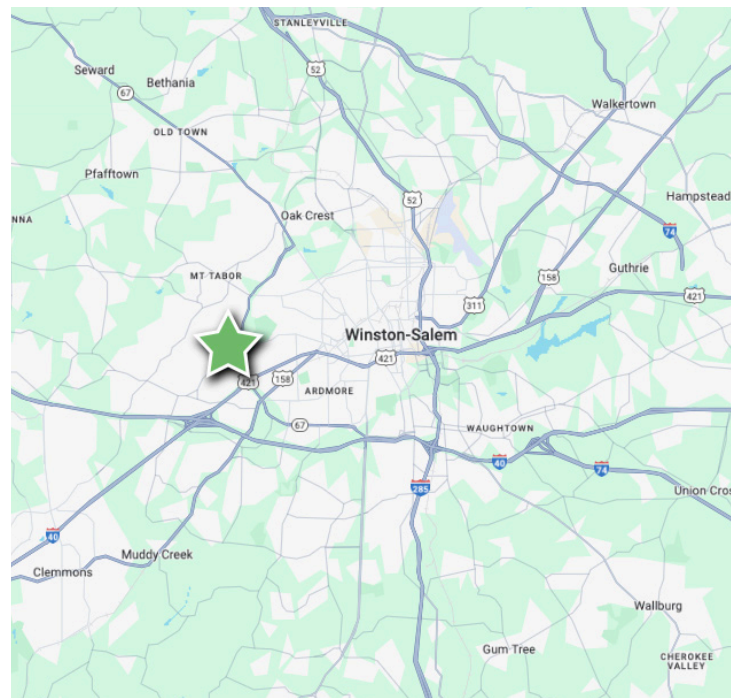 STANLEYVILLE
Seward
Bethania
52
67
Walkertown
OLD TOWN
Pfafftown
Hampstead
52
NNA
Oak Crest
74
MT TABOR
Guthrie
158
421
311
Winston-Salem
421
421
158
ARDMORE
67
WAUGHTOWN
40
74
285
Union Cros
40
Muddy Creek
Clemmons
Wallburg
Gum Tree
CHEROKEE
VALLEY